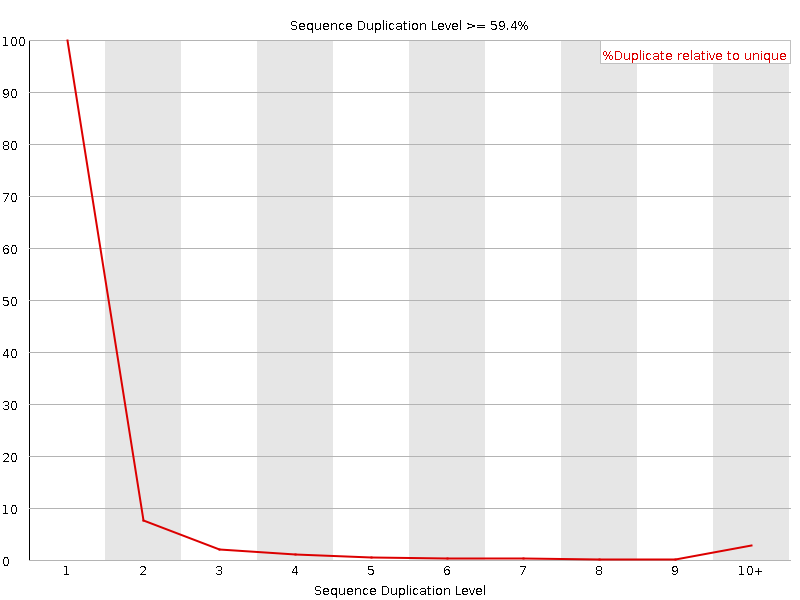 Sequence Duplication Level >= 59.4%
%Duplicate relative to unique
100
90
80
70
60
50
40
30
20
10
0
1 2 3 4 5 6 7 8 9 10+
Sequence Duplication Level